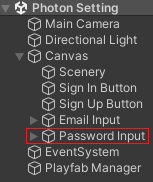 Photon Setting
Main Camera
Directional Light
Canvas
Scenery
Sign In Button
Sign Up Button
Email Input
Password Input
EventSystem
Playfab Manager